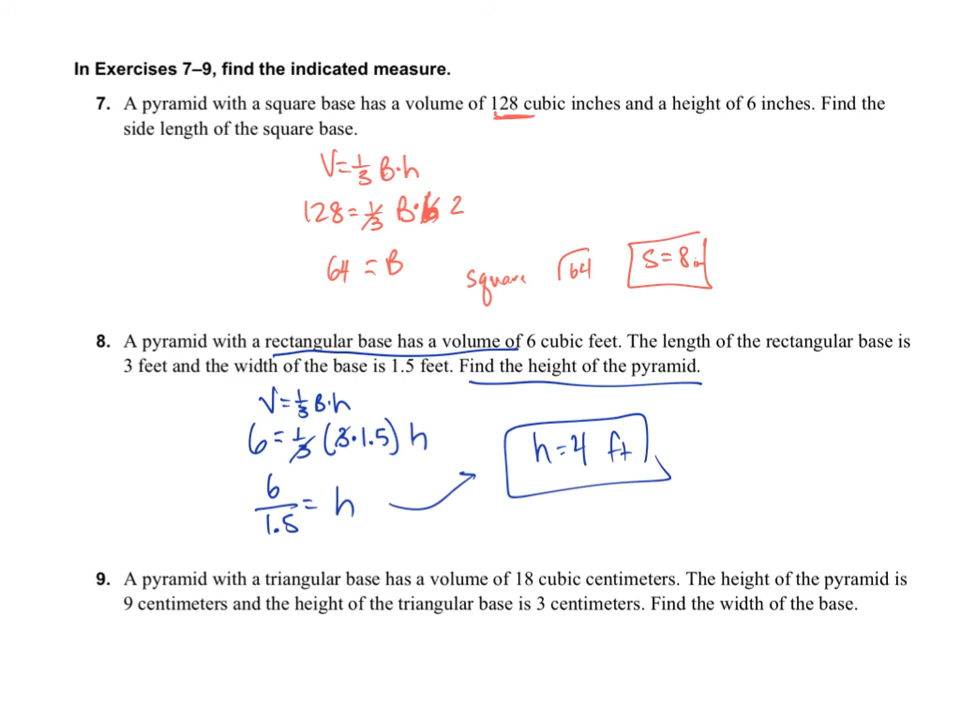 In Exercises 7–9, find the indicated measure.
7. A pyramid with a square base has a volume of 128 cubic inches and a height of 6 inches. Find the
side length of the square base.
V=1/3 B·h
128=1/3 B·6 2
64 = B
square √64
S=8in
8. A pyramid with a rectangular base has a volume of 6 cubic feet. The length of the rectangular base is
3 feet and the width of the base is 1.5 feet. Find the height of the pyramid.
V=1/3 B·h
6=1/3 (3·1.5) h
6/1.5 = h
h=4 ft
9. A pyramid with a triangular base has a volume of 18 cubic centimeters. The height of the pyramid is
9 centimeters and the height of the triangular base is 3 centimeters. Find the width of the base.